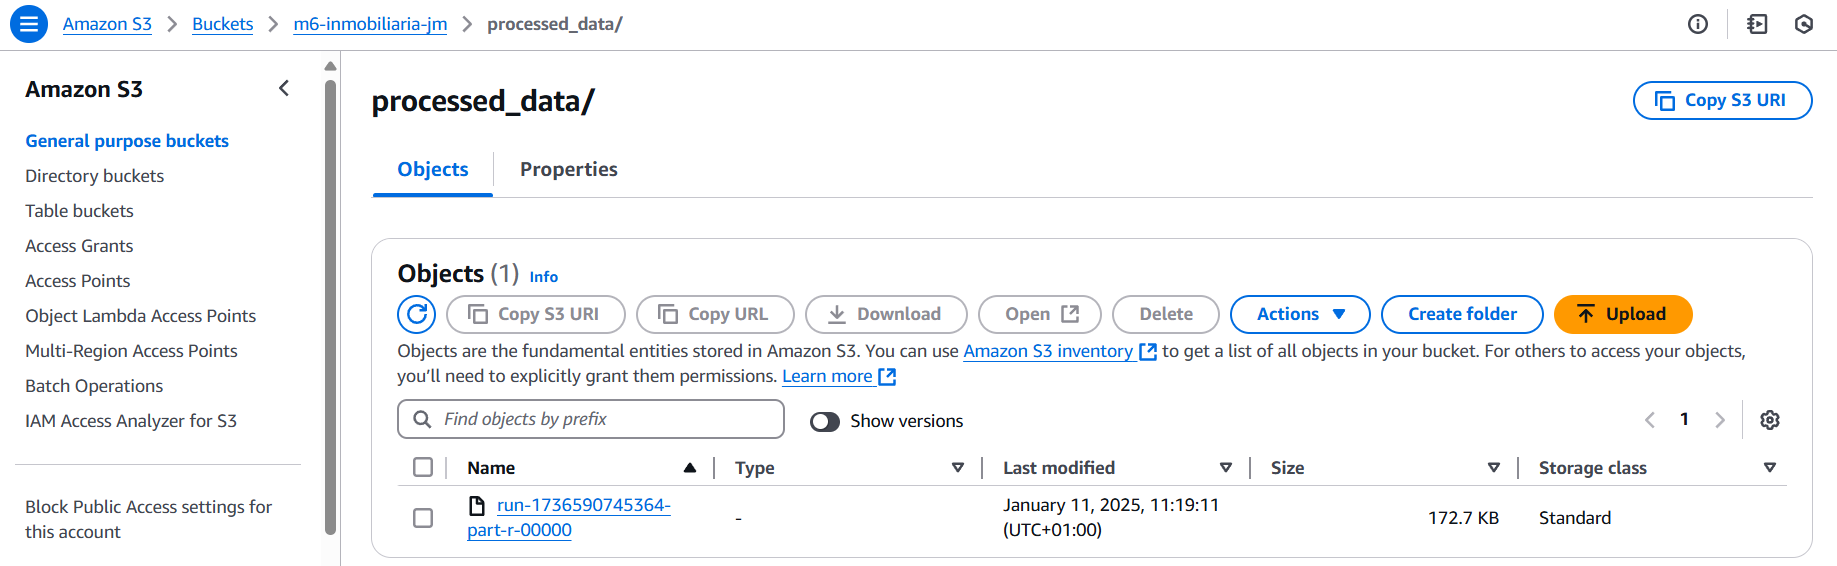 Amazon S3 > Buckets > m6-inmobiliaria-jm > processed_data/
Amazon S3
General purpose buckets
Directory buckets
Table buckets
Access Grants
Access Points
Object Lambda Access Points
Multi-Region Access Points
Batch Operations
IAM Access Analyzer for S3
Block Public Access settings for
this account
processed_data/
Copy S3 URI
Objects
Properties
Objects (1) Info
Copy S3 URI
Copy URL
Download
Open
Delete
Actions
Create folder
Upload
Objects are the fundamental entities stored in Amazon S3. You can use Amazon S3 inventory to get a list of all objects in your bucket. For others to access your objects,
you’ll need to explicitly grant them permissions. Learn more
Find objects by prefix
Show versions
1
Name
Type
Last modified
Size
Storage class
run-1736590745364-
part-r-00000
-
January 11, 2025, 11:19:11
(UTC+01:00)
172.7 KB
Standard